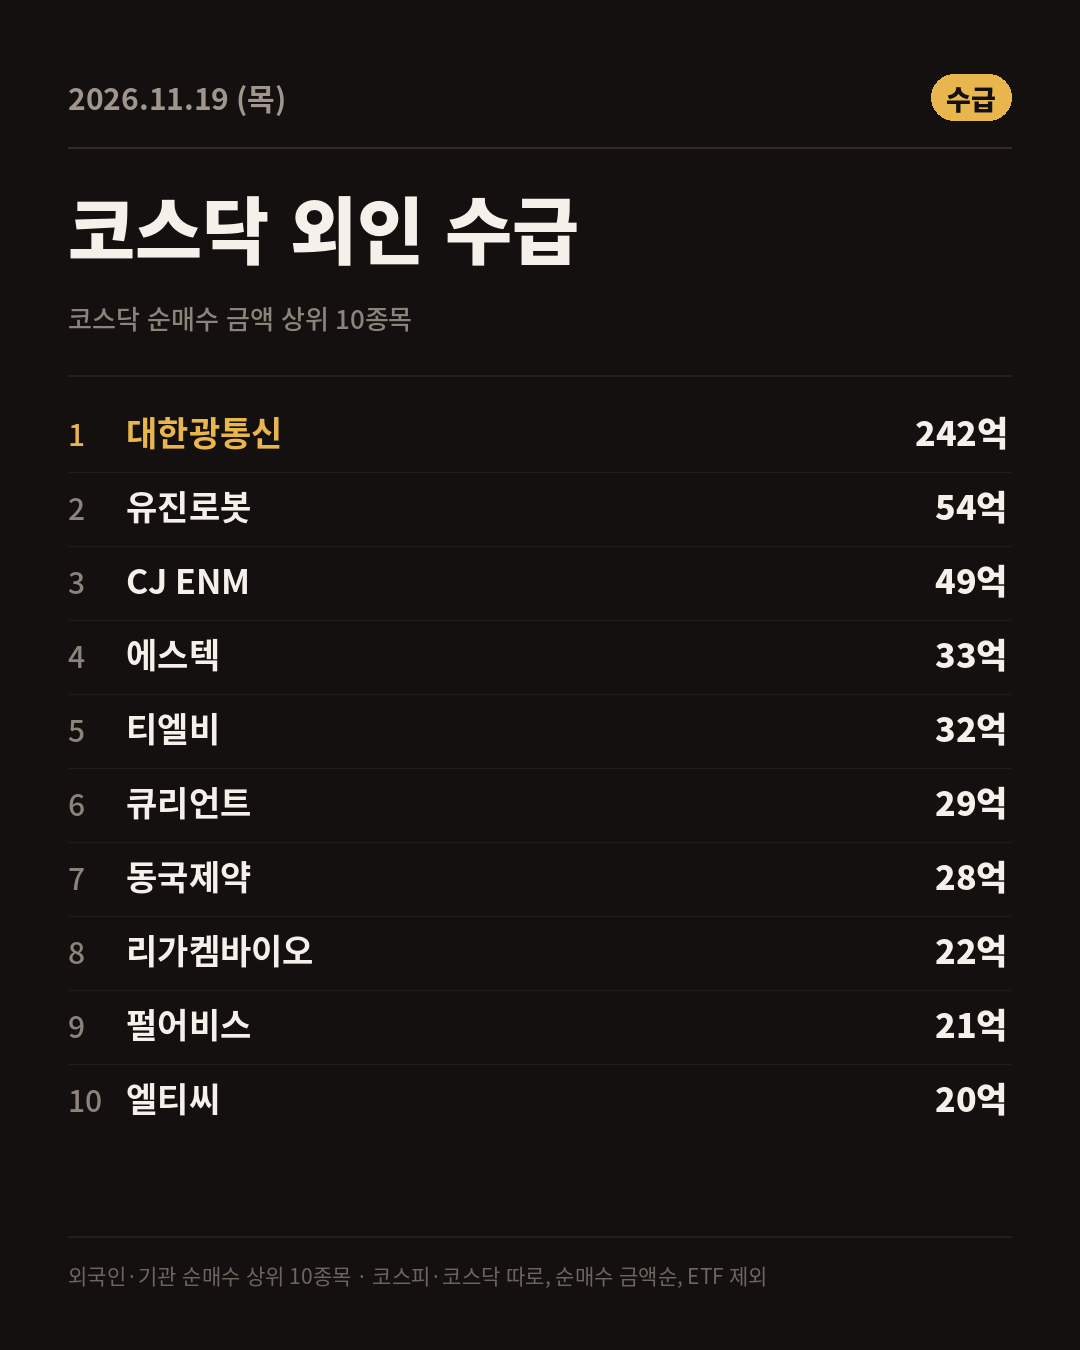 2026.11.19 (목)
수급
코스닥 외인 수급
코스닥 순매수 금액 상위 10종목
1 대한광통신 242억
2 유진로봇 54억
3 CJ ENM 49억
4 에스텍 33억
5 티엘비 32억
6 큐리언트 29억
7 동국제약 28억
8 리가켐바이오 22억
9 펄어비스 21억
10 엘티씨 20억
외국인·기관 순매수 상위 10종목 · 코스피·코스닥 따로, 순매수 금액순, ETF 제외